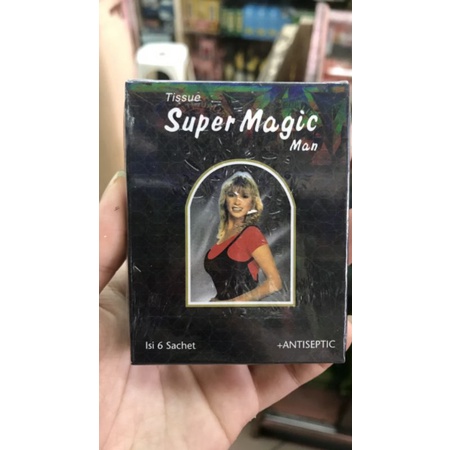 Tissue
Super Magic
Man
Isi 6 Sachet
+ANTISEPTIC